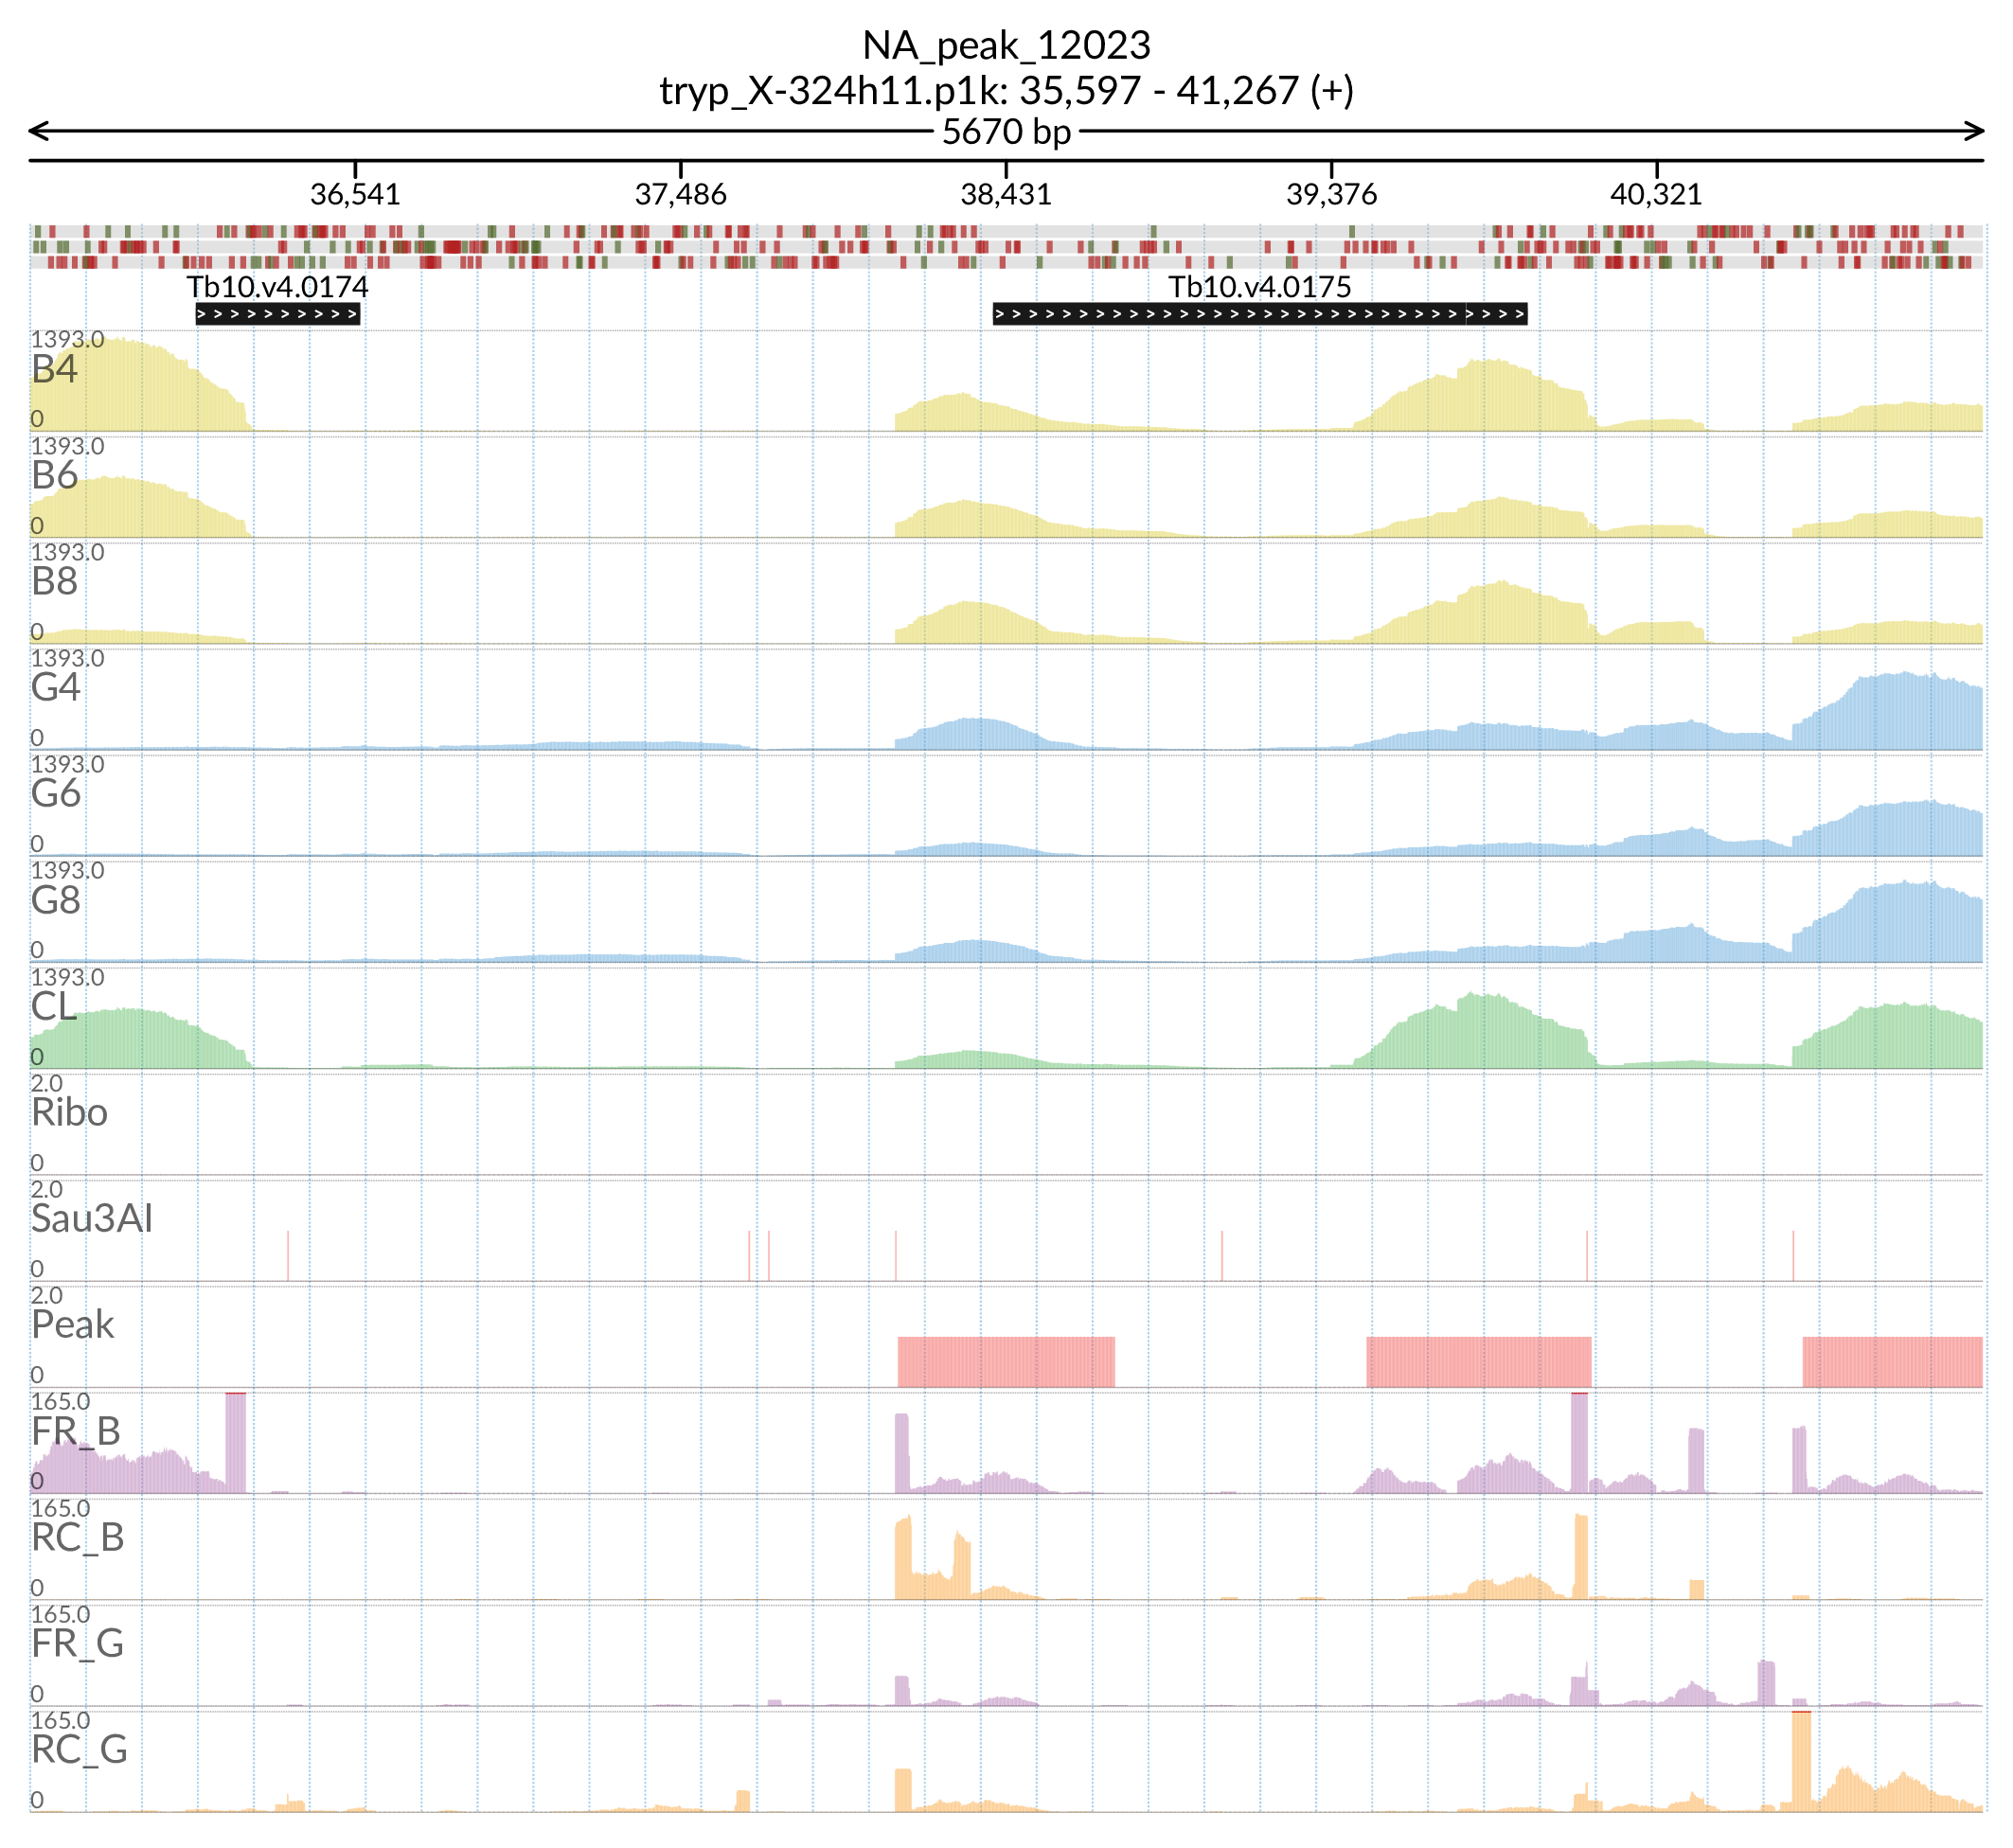 NA_peak_12023
tryp_X-324h11.p1k: 35,597 - 41,267 (+)
5670 bp
36,541 37,486 38,431 39,376 40,321
Tb10.v4.0174 Tb10.v4.0175
1393.0
B4
0
1393.0
B6
0
1393.0
B8
0
1393.0
G4
0
1393.0
G6
0
1393.0
G8
0
1393.0
CL
0
2.0
Ribo
0
2.0
Sau3AI
0
2.0
Peak
0
165.0
FR_B
0
165.0
RC_B
0
165.0
FR_G
0
165.0
RC_G
0